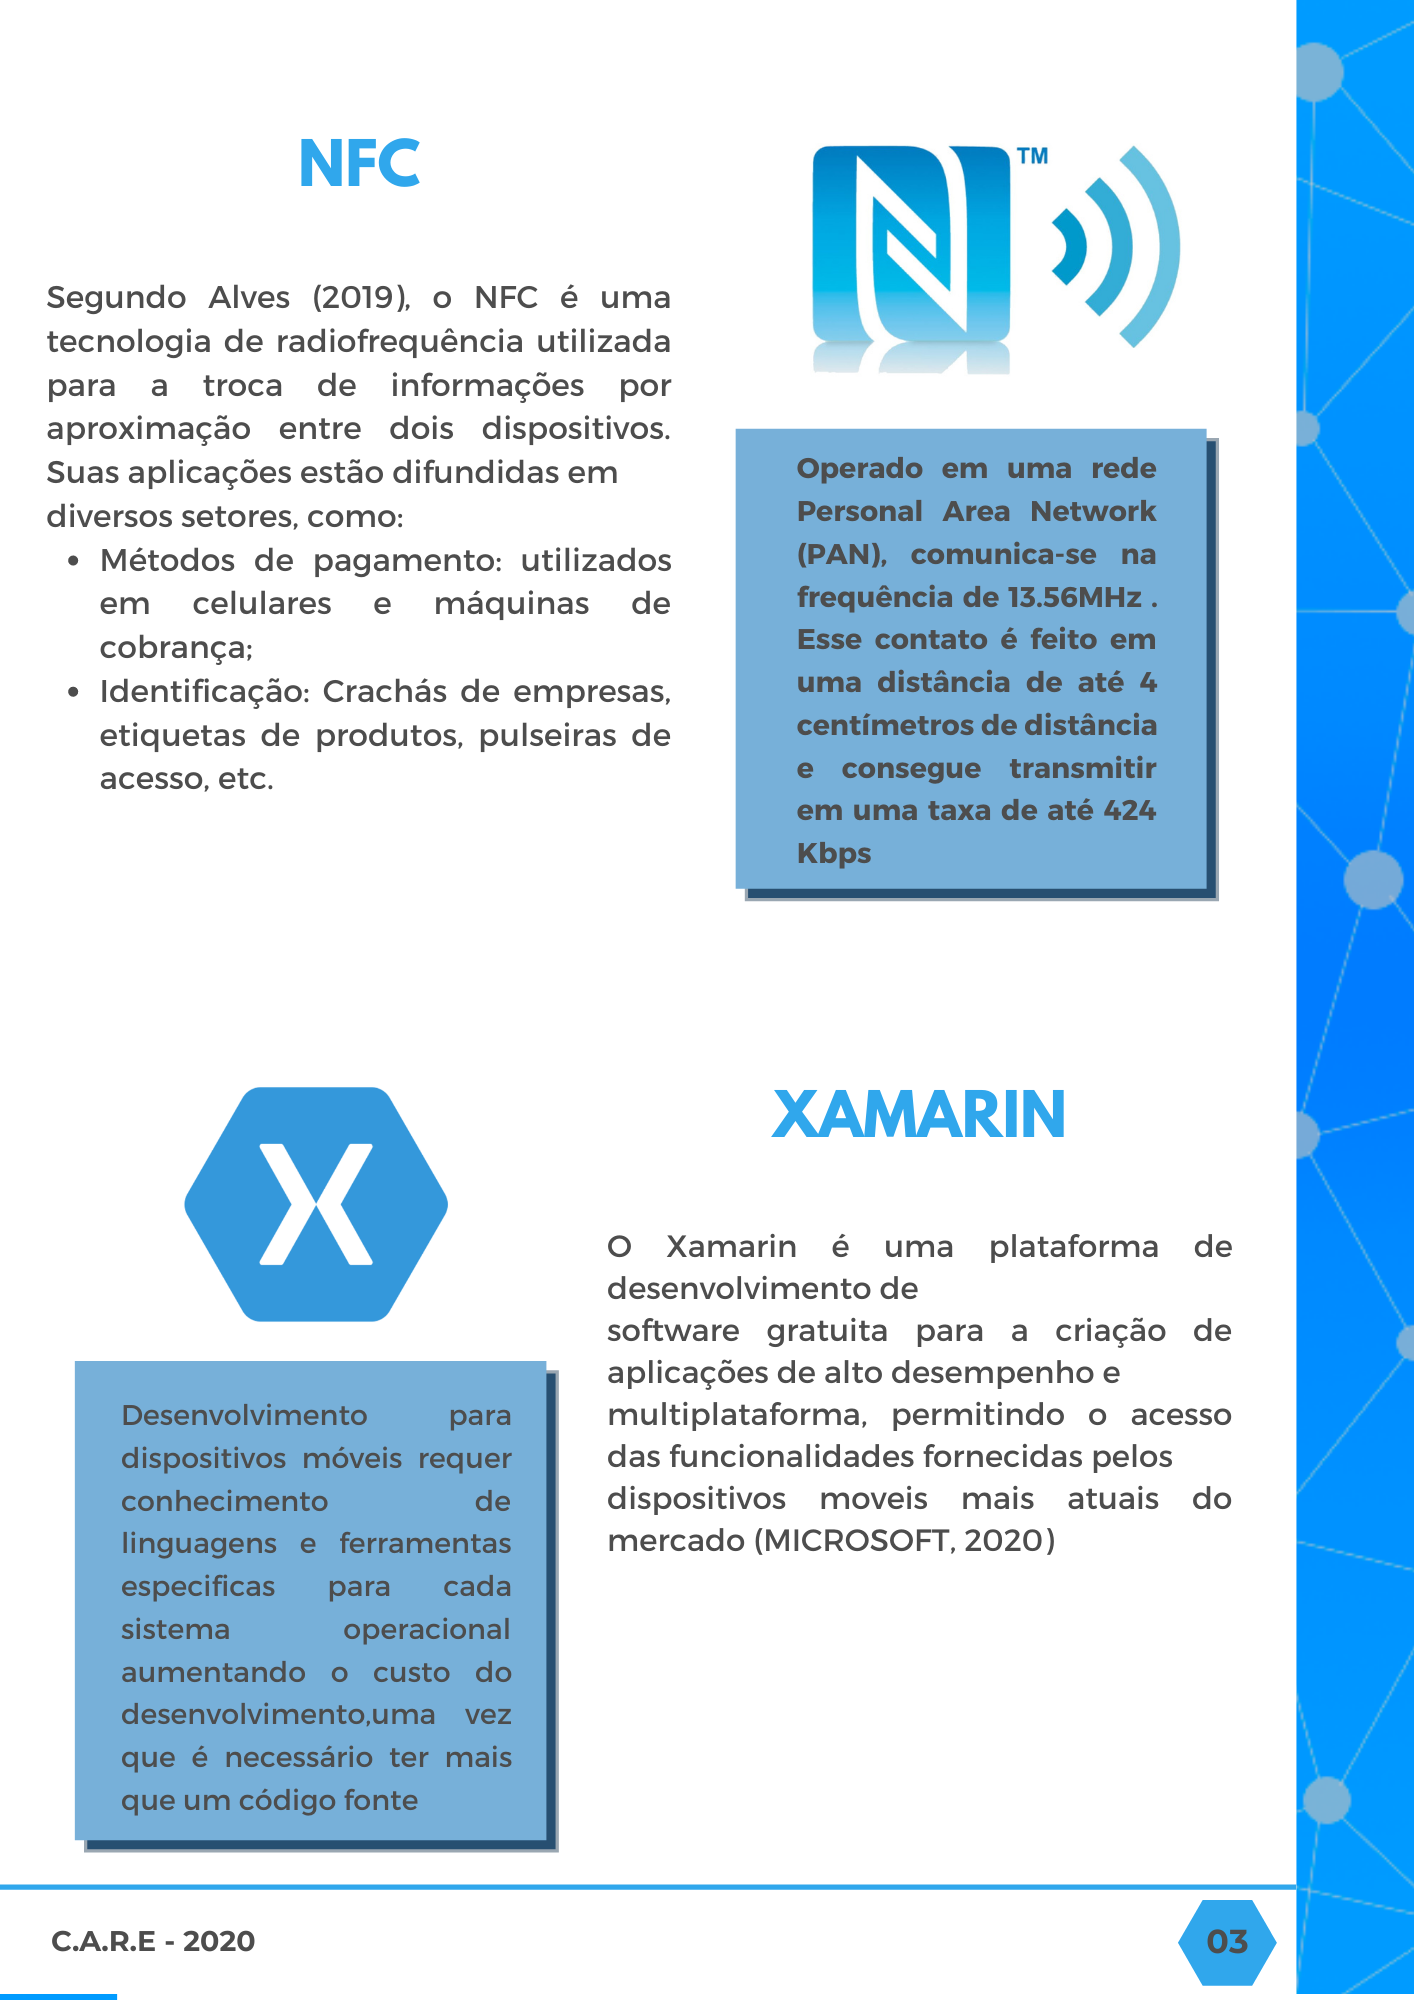 NFC
Segundo Alves (2019), o NFC é uma
tecnologia de radiofrequência utilizada
para a troca de informações por
aproximação entre dois dispositivos.
Suas aplicações estão difundidas em
diversos setores, como:
• Métodos de pagamento: utilizados
em celulares e máquinas de
cobrança;
• Identificação: Crachás de empresas,
etiquetas de produtos, pulseiras de
acesso, etc.
N TM
Operado em uma rede
Personal Area Network
(PAN), comunica-se na
frequência de 13.56MHz .
Esse contato é feito em
uma distância de até 4
centímetros de distância
e consegue transmitir
em uma taxa de até 424
Kbps
X
Desenvolvimento para
dispositivos móveis requer
conhecimento de
linguagens e ferramentas
especificas para cada
sistema operacional
aumentando o custo do
desenvolvimento,uma vez
que é necessário ter mais
que um código fonte
XAMARIN
O Xamarin é uma plataforma de
desenvolvimento de
software gratuita para a criação de
aplicações de alto desempenho e
multiplataforma, permitindo o acesso
das funcionalidades fornecidas pelos
dispositivos moveis mais atuais do
mercado (MICROSOFT, 2020)
C.A.R.E - 2020
03